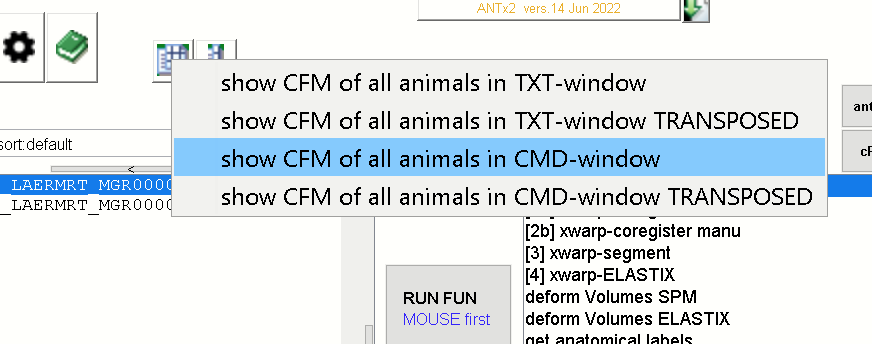 ANTx2 vers.14 Jun 2022
show CFM of all animals in TXT-window
show CFM of all animals in TXT-window TRANSPOSED
show CFM of all animals in CMD-window
show CFM of all animals in CMD-window TRANSPOSED
ant
sort:default
cF
<
_LAERMRT_MGR0000
_LAERMRT_MGR0000
[2b] xwarp-coregister manu
[3] xwarp-segment
[4] xwarp-ELASTIX
deform Volumes SPM
deform Volumes ELASTIX
get anatomical labels
RUN FUN
MOUSE first